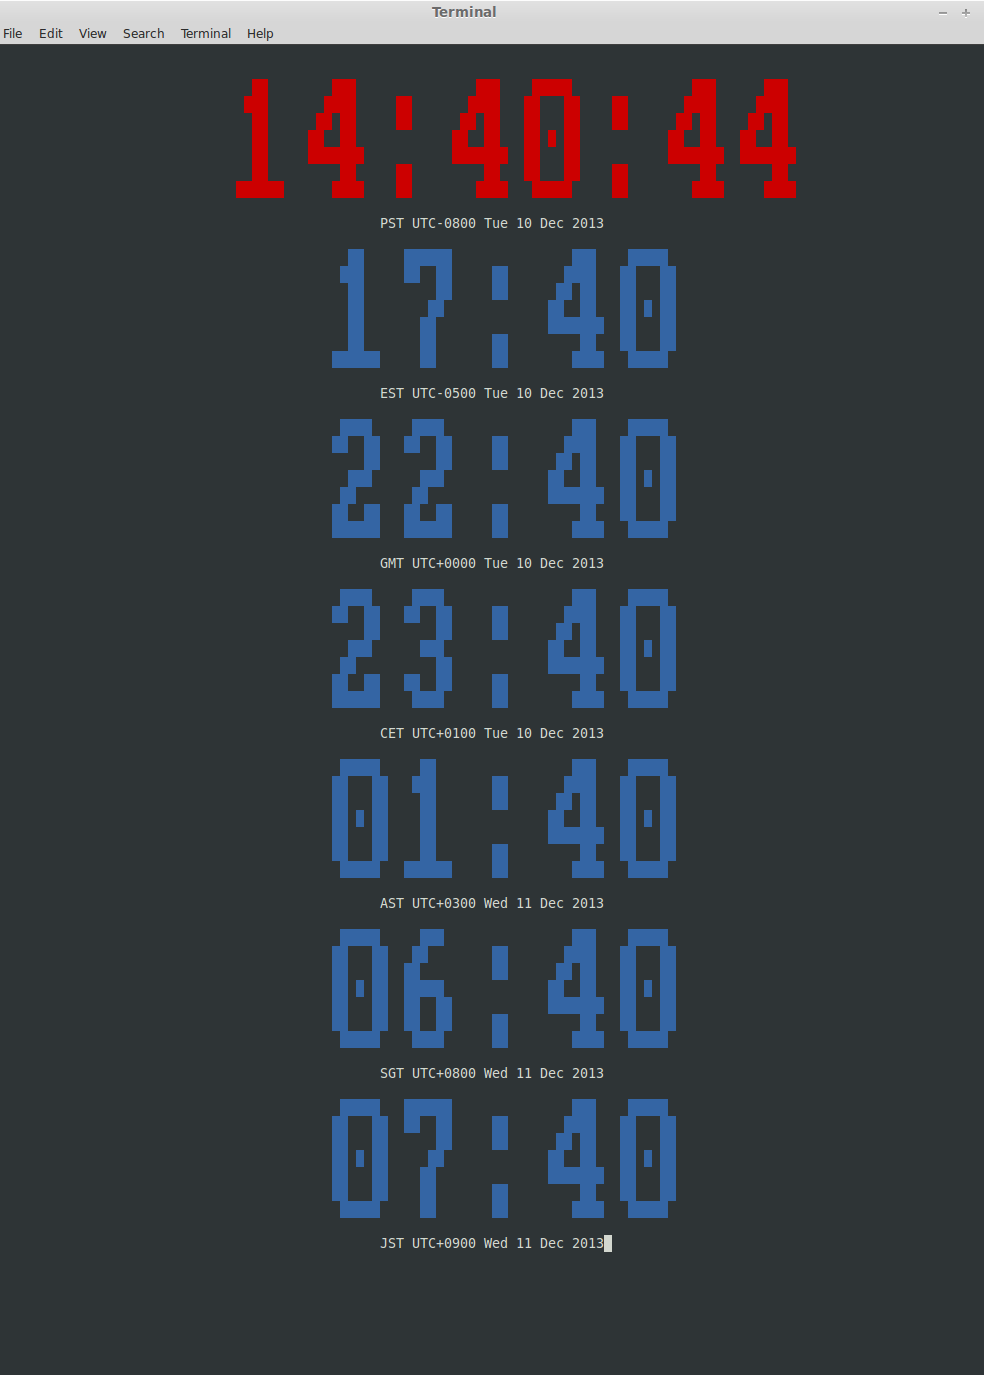 Terminal
File Edit View Search Terminal Help
14:40:44
PST UTC-0800 Tue 10 Dec 2013
17:40
EST UTC-0500 Tue 10 Dec 2013
22:40
GMT UTC+0000 Tue 10 Dec 2013
23:40
CET UTC+0100 Tue 10 Dec 2013
01:40
AST UTC+0300 Wed 11 Dec 2013
06:40
SGT UTC+0800 Wed 11 Dec 2013
07:40
JST UTC+0900 Wed 11 Dec 2013